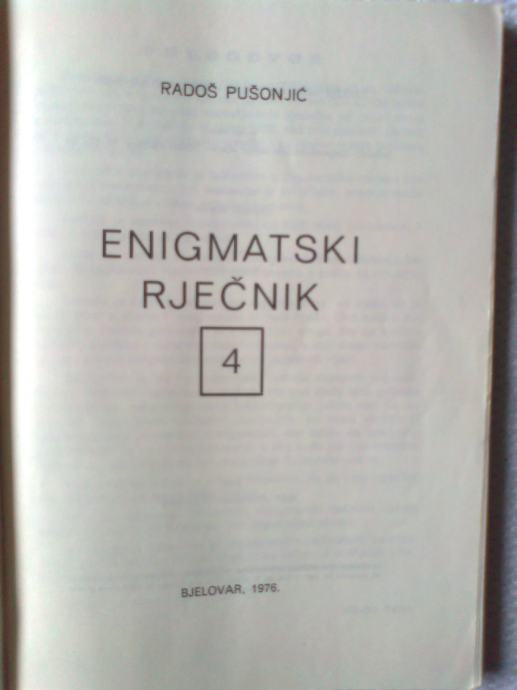 RADOŠ PUŠONJIĆ
ENIGMATSKI
RJEČNIK
4
BJELOVAR, 1976.